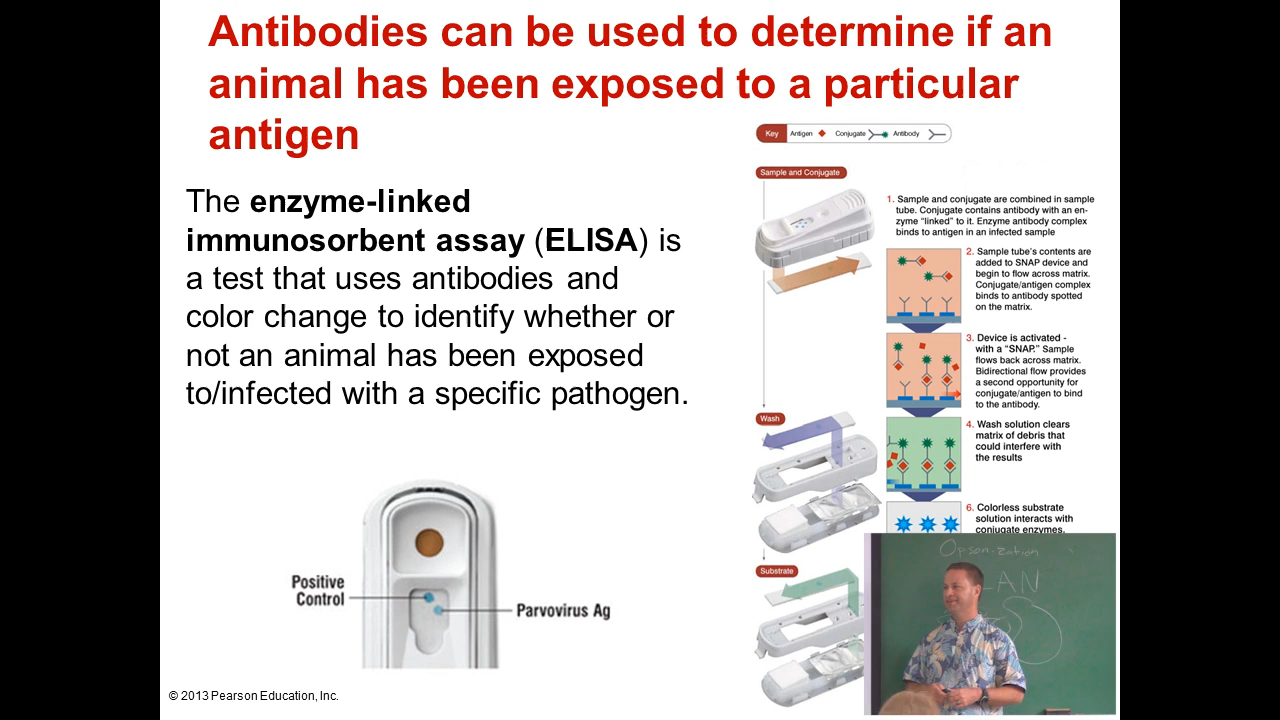 Antibodies can be used to determine if an
animal has been exposed to a particular
antigen
The enzyme-linked
immunosorbent assay (ELISA) is
a test that uses antibodies and
color change to identify whether or
not an animal has been exposed
to/infected with a specific pathogen.
Positive
Control
Parvovirus Ag
© 2013 Pearson Education, Inc.
Key Antigen Conjugate Antibody
Sample and Conjugate
1. Sample and conjugate are combined in sample
tube. Conjugate contains antibody with an en-
zyme “linked” to it. Enzyme antibody complex
binds to antigen in an infected sample
2. Sample tube's contents are
added to SNAP device and
begin to flow across matrix.
Conjugate/antigen complex
binds to antibody spotted
on the matrix.
3. Device is activated -
with a “SNAP.” Sample
flows back across matrix.
Bidirectional flow provides
a second opportunity for
conjugate/antigen to bind
to the antibody.
Wash
4. Wash solution clears
matrix of debris that
could interfere with
the results
6. Colorless substrate
solution interacts with
conjugate enzymes.
Substrate
Opsonization
AN